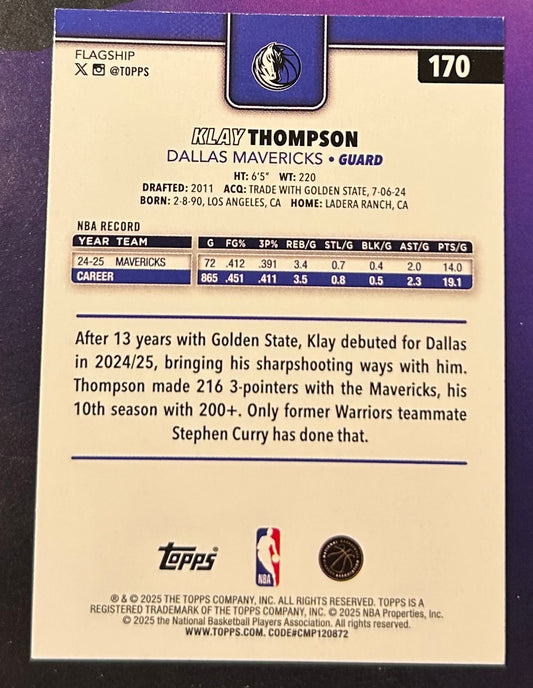 FLAGSHIP
X @TOPPS
170
KLAY THOMPSON
DALLAS MAVERICKS • GUARD
HT: 6'5" WT: 220
DRAFTED: 2011 ACQ: TRADE WITH GOLDEN STATE, 7-06-24
BORN: 2-8-90, LOS ANGELES, CA HOME: LADERA RANCH, CA
NBA RECORD
YEAR TEAM G FG% 3P% REB/G STL/G BLK/G AST/G PTS/G
24-25 MAVERICKS 72 .412 .391 3.4 0.7 0.4 2.0 14.0
CAREER 865 .451 .411 3.5 0.8 0.5 2.3 19.1
After 13 years with Golden State, Klay debuted for Dallas
in 2024/25, bringing his sharpshooting ways with him.
Thompson made 216 3-pointers with the Mavericks, his
10th season with 200+. Only former Warriors teammate
Stephen Curry has done that.
topps®
NBA
® & © 2025 THE TOPPS COMPANY, INC. ALL RIGHTS RESERVED. TOPPS IS A
REGISTERED TRADEMARK OF THE TOPPS COMPANY, INC. © 2025 NBA Properties, Inc.
© 2025 the National Basketball Players Association. All rights reserved.
WWW.TOPPS.COM. CODE#CMP120872